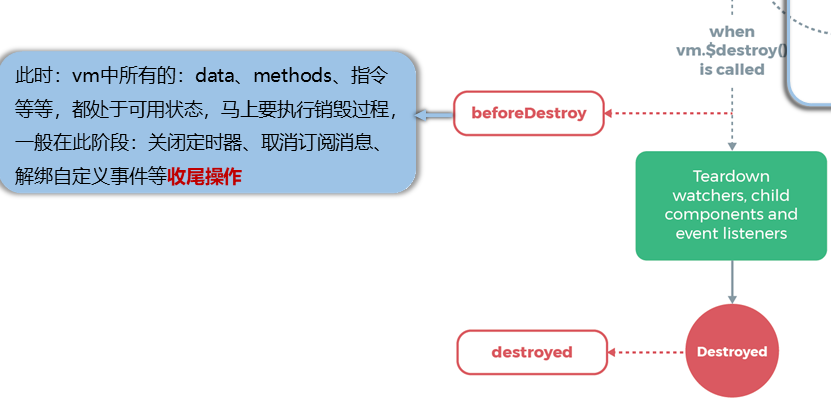 when
vm.$destroy()
is called
此时：vm中所有的：data、methods、指令
等等，都处于可用状态，马上要执行销毁过程，
一般在此阶段：关闭定时器、取消订阅消息、
解绑自定义事件等收尾操作
beforeDestroy
Teardown
watchers, child
components and
event listeners
destroyed
Destroyed